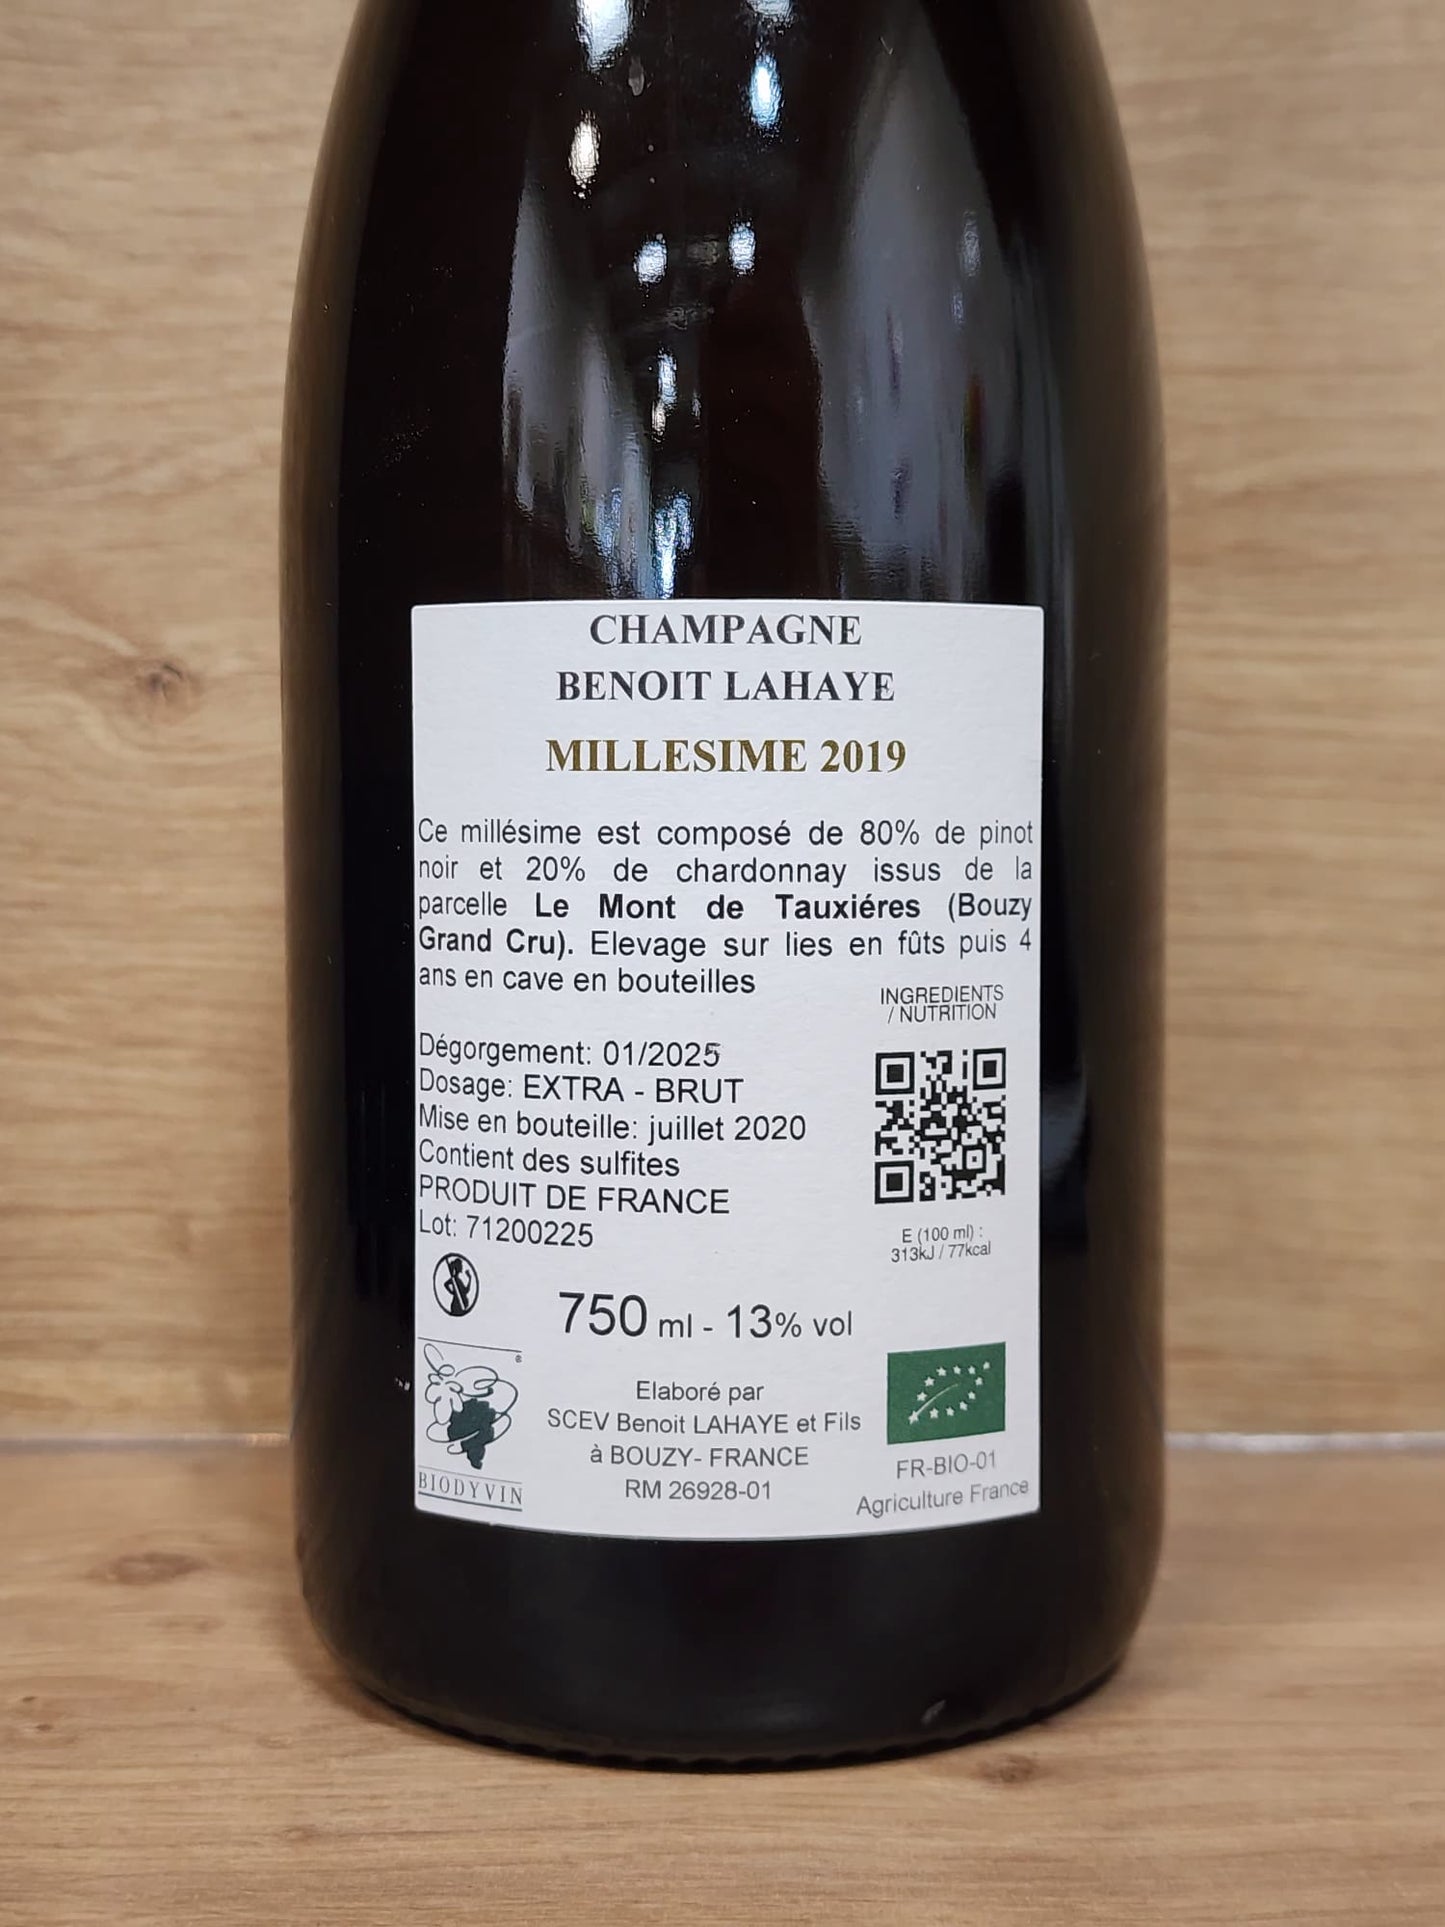 CHAMPAGNE
BENOIT LAHAYE
MILLESIME 2019
Ce millésime est composé de 80% de pinot
noir et 20% de chardonnay issus de la
parcelle Le Mont de Tauxiéres (Bouzy
Grand Cru). Elevage sur lies en fûts puis 4
ans en cave en bouteilles
INGREDIENTS
/ NUTRITION
Dégorgement: 01/2025
Dosage: EXTRA - BRUT
Mise en bouteille: juillet 2020
Contient des sulfites
PRODUIT DE FRANCE
Lot: 71200225
E (100 ml) :
313kJ / 77kcal
750 ml - 13% vol
Elaboré par
SCEV Benoit LAHAYE et Fils
à BOUZY- FRANCE
RM 26928-01
®
BIODYVIN
FR-BIO-01
Agriculture France